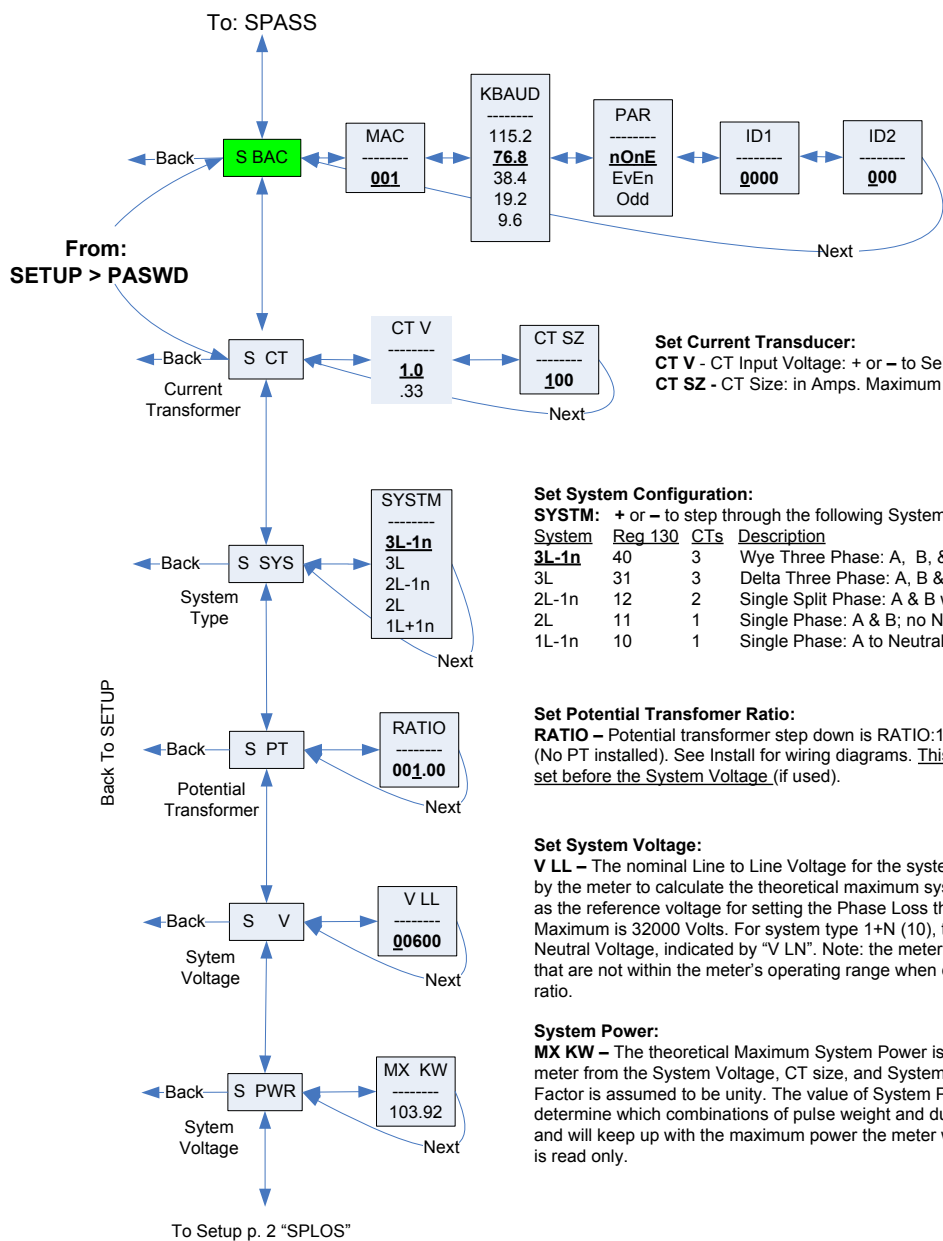 To: SPASS
Back
S BAC
MAC
--------
001
KBAUD
--------
115.2
76.8
38.4
19.2
9.6
PAR
--------
nOnE
EvEn
Odd
ID1
--------
0000
ID2
--------
000
Next
From:
SETUP > PASWD
Back
S CT
Current
Transformer
CT V
--------
1.0
.33
CT SZ
--------
100
Next
Set Current Transducer:
CT V - CT Input Voltage: + or – to Se
CT SZ - CT Size: in Amps. Maximum
Back
S SYS
System
Type
SYSTM
--------
3L-1n
3L
2L-1n
2L
1L+1n
Next
Set System Configuration:
SYSTM: + or – to step through the following System
System Reg 130 CTs Description
3L-1n 40 3 Wye Three Phase: A, B, &
3L 31 3 Delta Three Phase: A, B &
2L-1n 12 2 Single Split Phase: A & B
2L 11 1 Single Phase: A & B; no N
1L-1n 10 1 Single Phase: A to Neutral
Back To SETUP
Back
S PT
Potential
Transformer
RATIO
--------
001.00
Next
Set Potential Transfomer Ratio:
RATIO – Potential transformer step down is RATIO:1
(No PT installed). See Install for wiring diagrams. This
set before the System Voltage (if used).
Back
S V
Sytem
Voltage
V LL
--------
00600
Next
Set System Voltage:
V LL – The nominal Line to Line Voltage for the syste
by the meter to calculate the theoretical maximum sys
as the reference voltage for setting the Phase Loss th
Maximum is 32000 Volts. For system type 1+N (10), t
Neutral Voltage, indicated by “V LN”. Note: the meter
that are not within the meter’s operating range when
ratio.
Back
S PWR
Sytem
Voltage
MX KW
--------
103.92
Next
System Power:
MX KW – The theoretical Maximum System Power is
meter from the System Voltage, CT size, and System
Factor is assumed to be unity. The value of System P
determine which combinations of pulse weight and du
and will keep up with the maximum power the meter
is read only.
To Setup p. 2 “SPLOS”